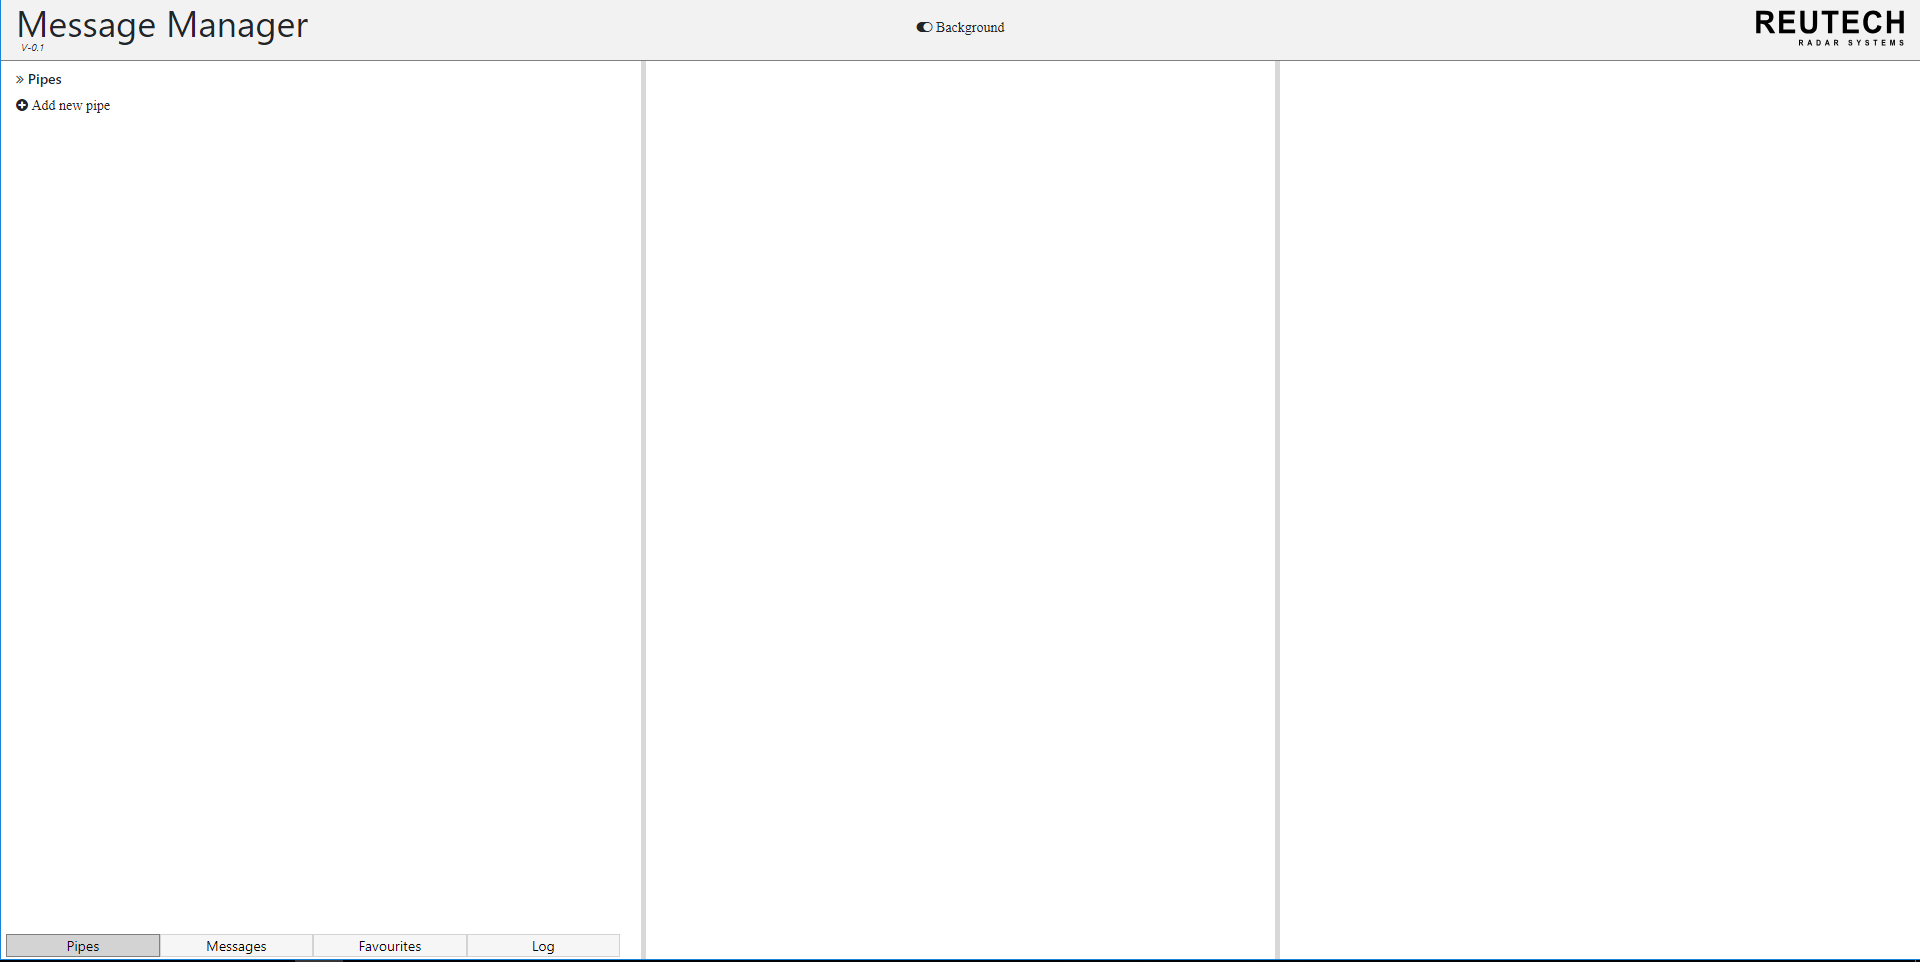 Message Manager
V-0.1
Background
REUTECH
RADAR SYSTEMS
» Pipes
Add new pipe
Pipes
Messages
Favourites
Log